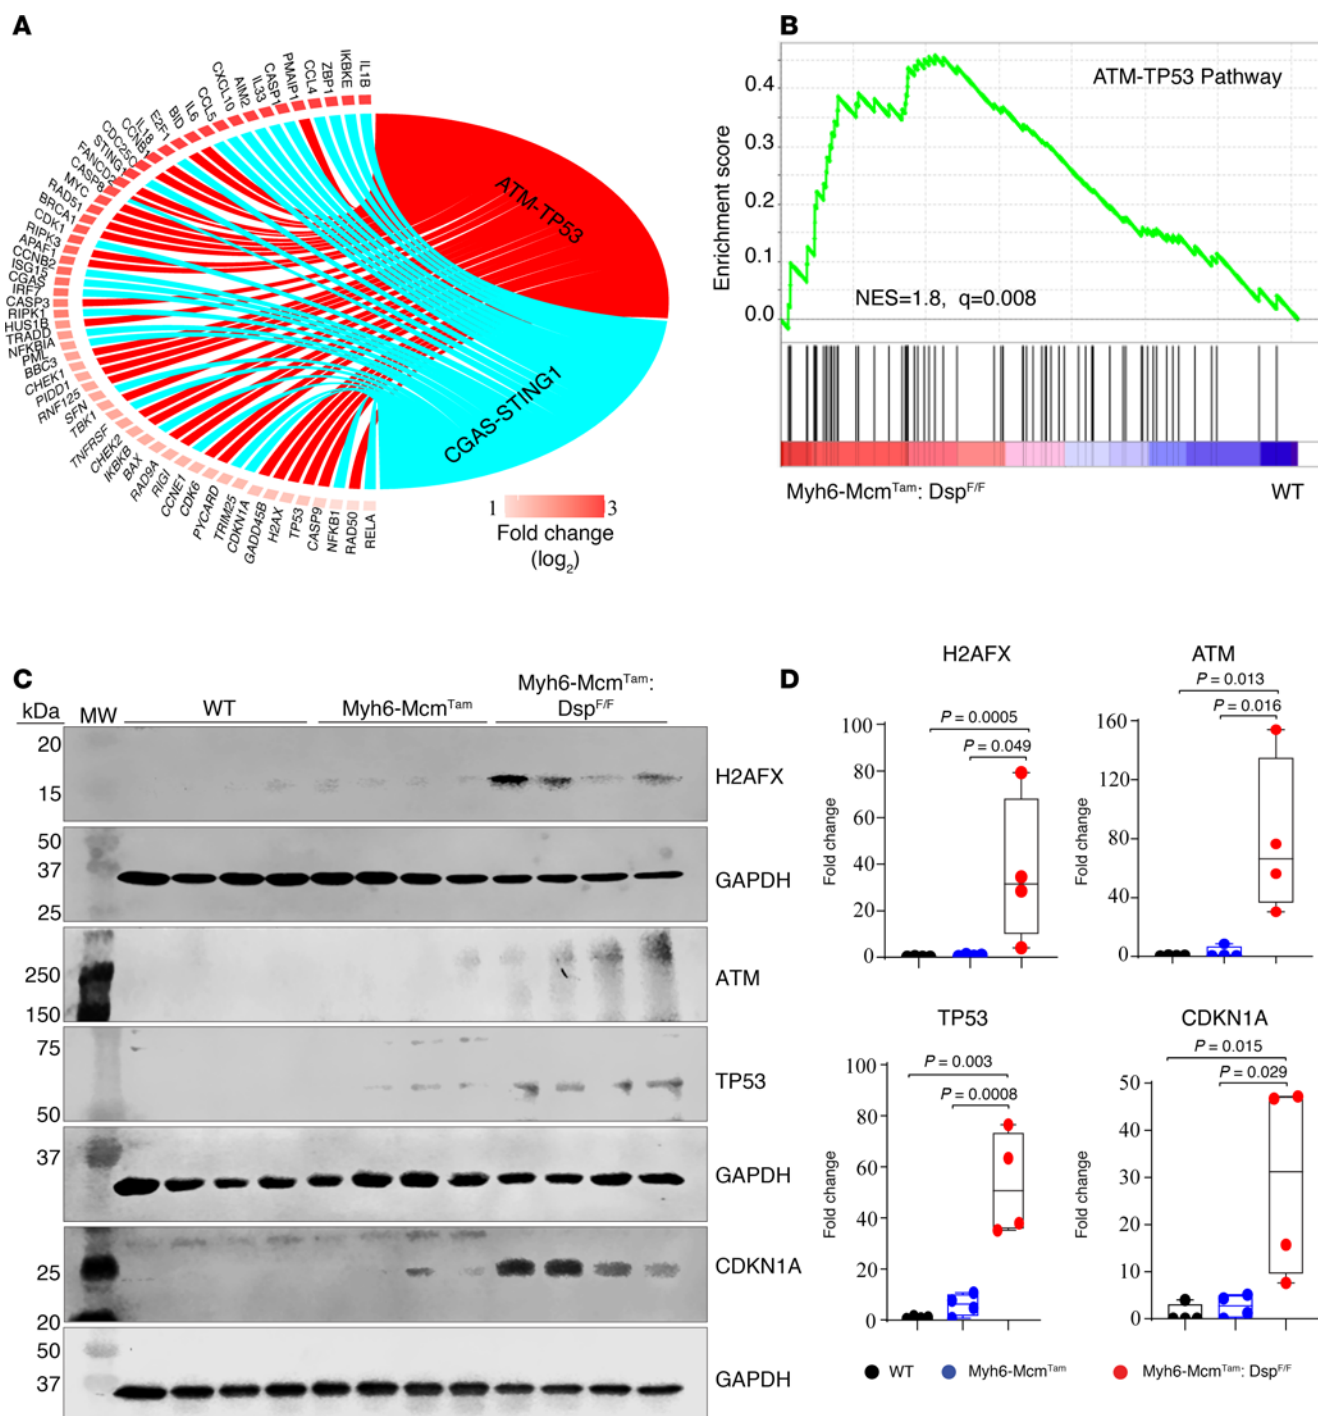 A
IL1B
IKBKE
ZBP1
CCL4
PMAIP1
CASP1
IL33
AIM2
CXCL10
CCL5
IL6
BID
E2F1
IL18
CCNB1
CDC25C
STING1
FANCD2
CASP8
MYC
RAD51
BRCA1
CDK1
RIPK3
APAF1
CCNB2
ISG15
CGAS
IRF7
CASP3
RIPK1
HUS1B
TRADD
NFKBIA
PML
BBC3
CHEK1
PIDD1
RNF125
SFN
TBK1
TNFRSF
CHEK2
IKBKB
BAX
RAD9A
RIGI
CCNE1
CDK6
PYCARD
TRIM25
CDKN1A
GADD45B
H2AX
TP53
CASP9
NFKB1
RAD50
RELA
ATM-TP53
CGAS-STING1
1 3
Fold change
(log2)
B
ATM-TP53 Pathway
Enrichment score
0.4
0.3
0.2
0.1
0.0
NES=1.8, q=0.008
Myh6-McmTam: DspF/F WT
C
kDa MW WT Myh6-McmTam Myh6-McmTam:
DspF/F
20
15
H2AFX
50
37
25
GAPDH
250
150
ATM
75
50
TP53
37
GAPDH
25
20
CDKN1A
50
37
GAPDH
D
H2AFX
P = 0.0005
P = 0.049
Fold change
100
80
60
40
20
0
ATM
P = 0.013
P = 0.016
Fold change
160
120
80
40
0
TP53
P = 0.003
P = 0.0008
Fold change
100
80
60
40
20
0
CDKN1A
P = 0.015
P = 0.029
Fold change
50
40
30
20
10
0
WT Myh6-McmTam Myh6-McmTam: DspF/F